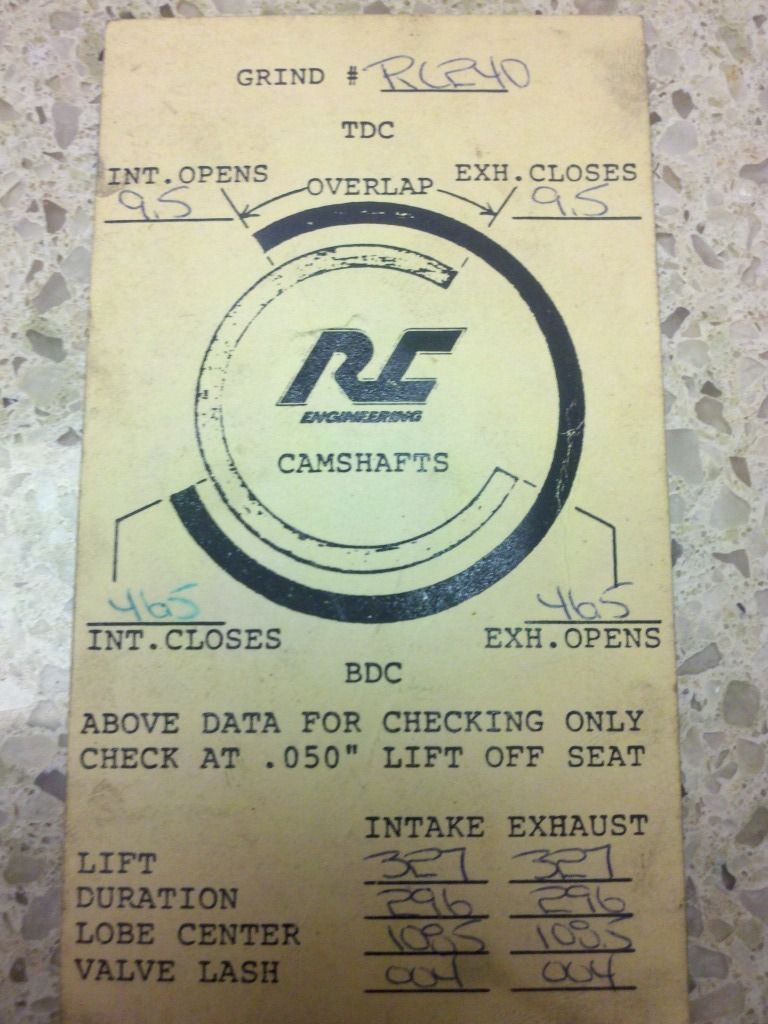 GRIND # RC240
TDC
INT.OPENS OVERLAP EXH.CLOSES
9.5 9.5
RC
ENGINEERING
CAMSHAFTS
46.5 46.5
INT.CLOSES EXH.OPENS
BDC
ABOVE DATA FOR CHECKING ONLY
CHECK AT .050" LIFT OFF SEAT
INTAKE EXHAUST
LIFT 327 327
DURATION 296 296
LOBE CENTER 108.5 108.5
VALVE LASH 004 004